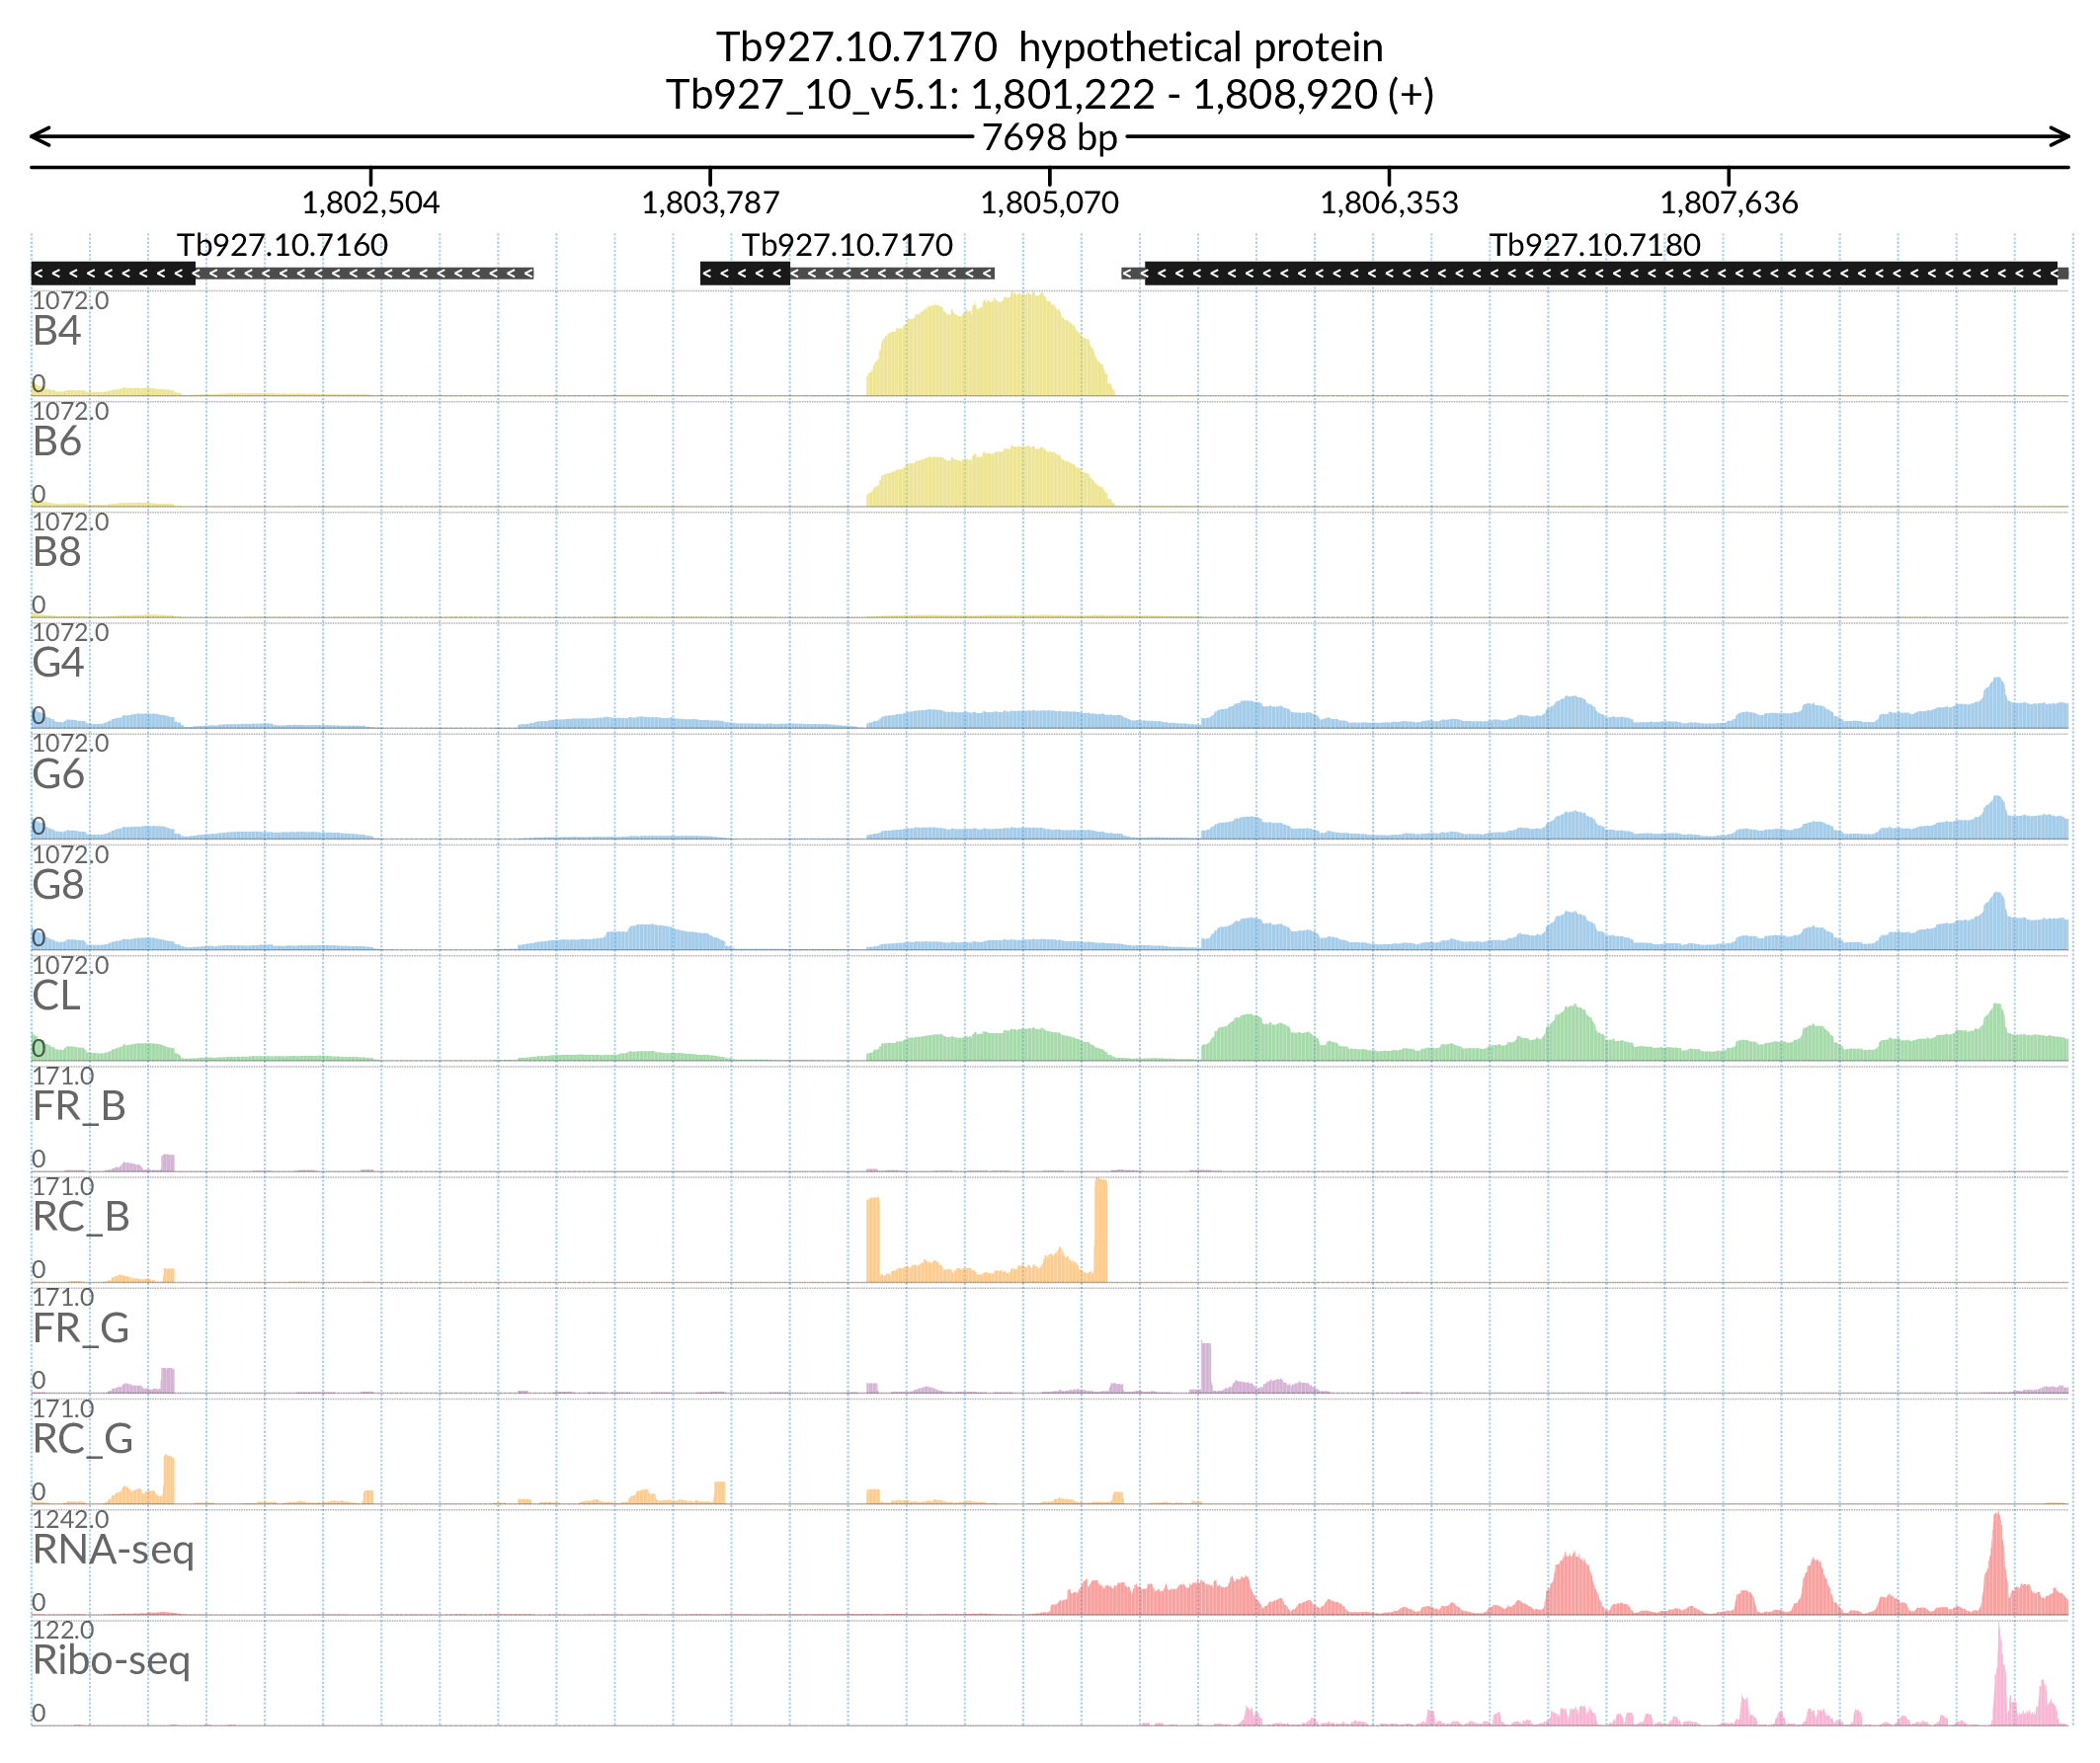 Tb927.10.7170 hypothetical protein
Tb927_10_v5.1: 1,801,222 - 1,808,920 (+)
7698 bp
1,802,504 1,803,787 1,805,070 1,806,353 1,807,636
Tb927.10.7160 Tb927.10.7170 Tb927.10.7180
1072.0
B4
0
1072.0
B6
0
1072.0
B8
0
1072.0
G4
0
1072.0
G6
0
1072.0
G8
0
1072.0
CL
0
171.0
FR_B
0
171.0
RC_B
0
171.0
FR_G
0
171.0
RC_G
0
1242.0
RNA-seq
0
122.0
Ribo-seq
0